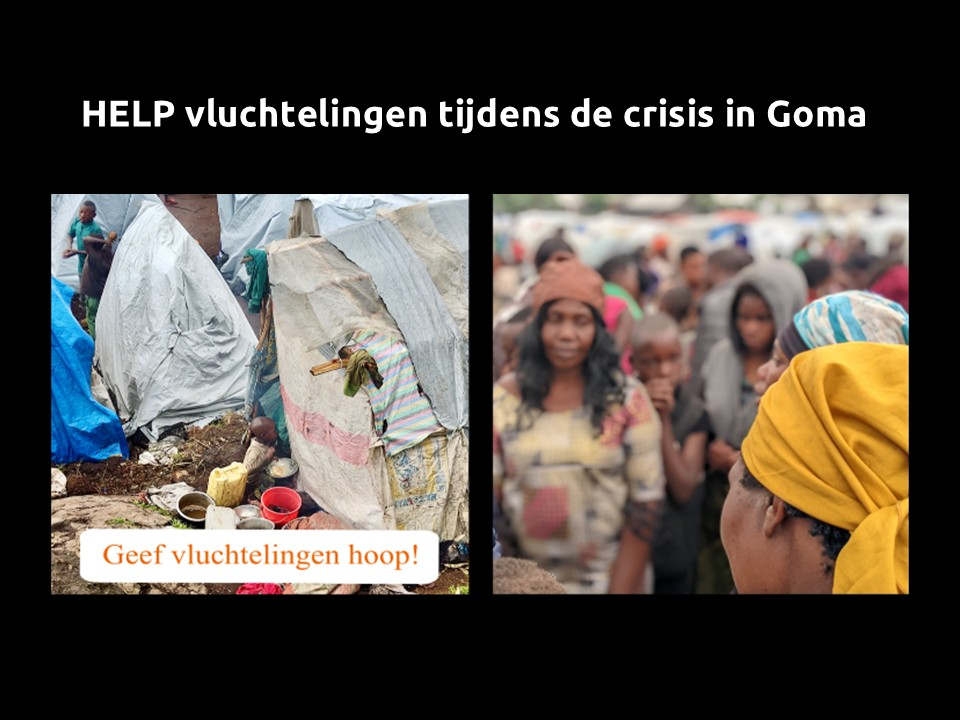 HELP vluchtelingen tijdens de crisis in Goma
Geef vluchtelingen hoop!